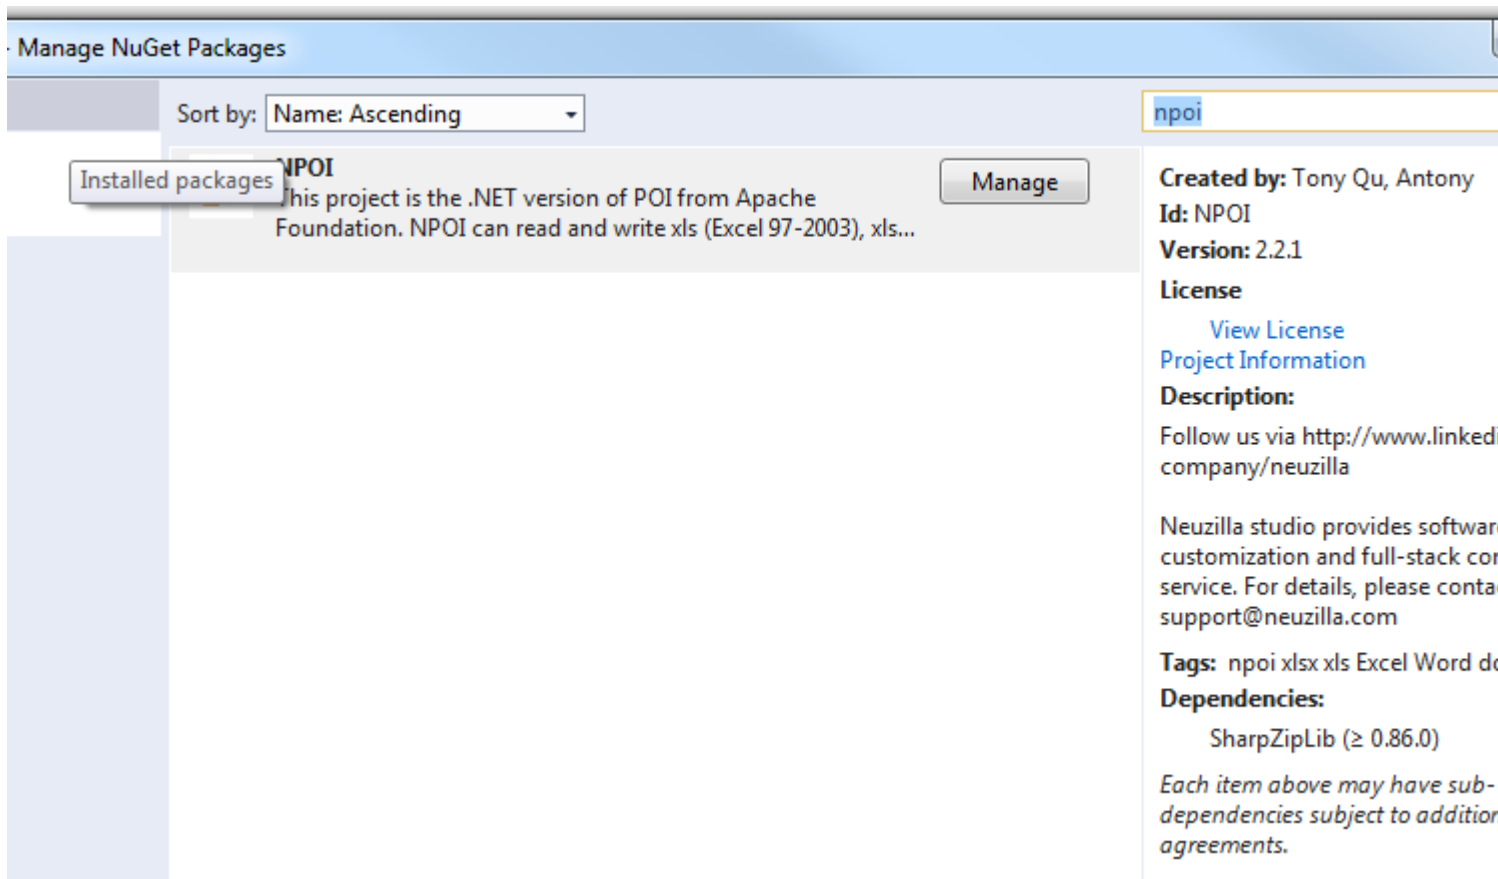 - Manage NuGet Packages
Sort by: Name: Ascending
npoi
Installed packages
NPOI
This project is the .NET version of POI from Apache
Foundation. NPOI can read and write xls (Excel 97-2003), xls...
Manage
Created by: Tony Qu, Antony
Id: NPOI
Version: 2.2.1
License
View License
Project Information
Description:
Follow us via http://www.linkedi
company/neuzilla
Neuzilla studio provides softwar
customization and full-stack
service. For details, please conta
support@neuzilla.com
Tags: npoi xlsx xls Excel Word
Dependencies:
SharpZipLib (≥ 0.86.0)
Each item above may have sub-
dependencies subject to addition
agreements.